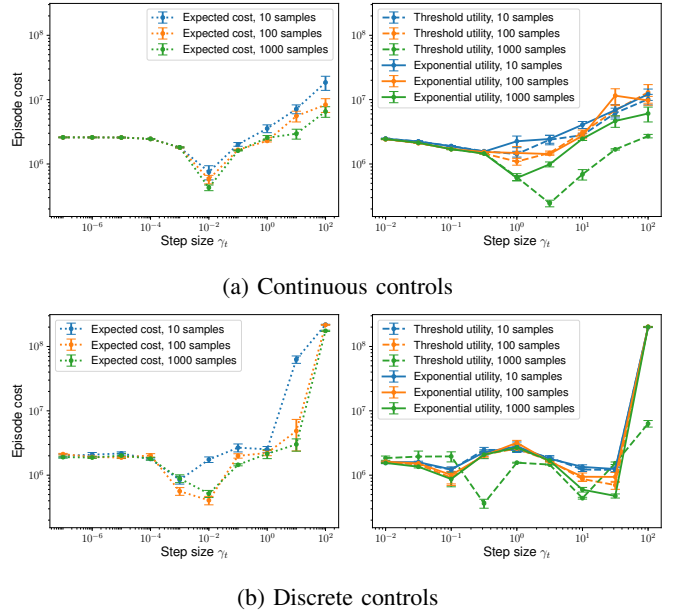 Expected cost, 10 samples
Expected cost, 100 samples
Expected cost, 1000 samples
Episode cost
10^8
10^7
10^6
10^-6
10^-4
10^-2
10^0
10^2
Step size γ_t
Threshold utility, 10 samples
Threshold utility, 100 samples
Threshold utility, 1000 samples
Exponential utility, 10 samples
Exponential utility, 100 samples
Exponential utility, 1000 samples
10^8
10^7
10^6
10^-2
10^-1
10^0
10^1
10^2
Step size γ_t
(a) Continuous controls
Expected cost, 10 samples
Expected cost, 100 samples
Expected cost, 1000 samples
Episode cost
10^8
10^7
10^6
10^-6
10^-4
10^-2
10^0
10^2
Step size γ_t
Threshold utility, 10 samples
Threshold utility, 100 samples
Threshold utility, 1000 samples
Exponential utility, 10 samples
Exponential utility, 100 samples
Exponential utility, 1000 samples
10^8
10^7
10^6
10^-2
10^-1
10^0
10^1
10^2
Step size γ_t
(b) Discrete controls